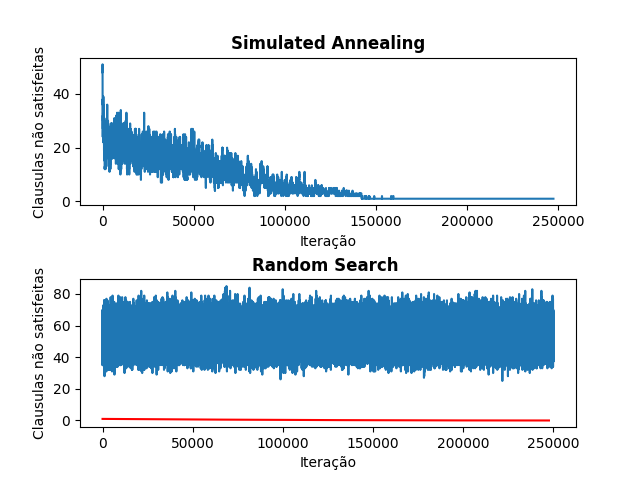 Simulated Annealing
Clausulas não satisfeitas
40
20
0
0 50000 100000 150000 200000 250000
Iteração
Random Search
Clausulas não satisfeitas
80
60
40
20
0
0 50000 100000 150000 200000 250000
Iteração